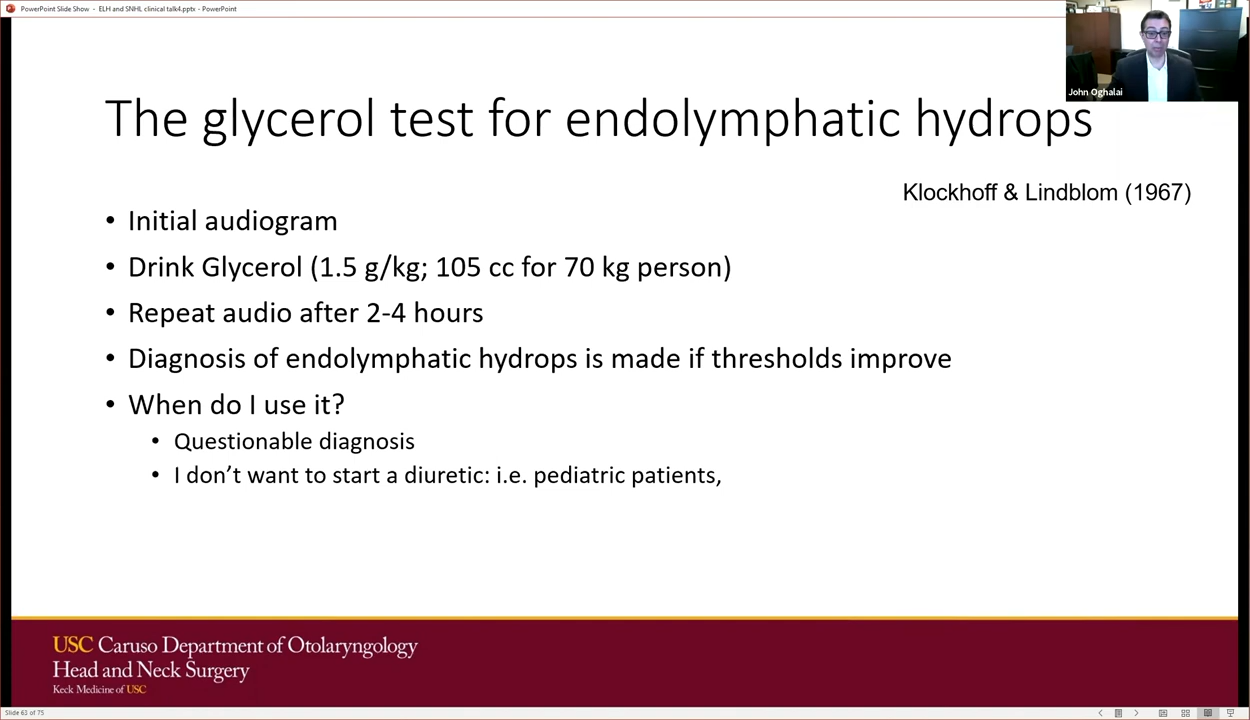 PowerPoint Slide Show - ELH and SNHL clinical talk4.pptx - PowerPoint
John Oghalai
The glycerol test for endolymphatic hydrops
Klockhoff & Lindblom (1967)
• Initial audiogram
• Drink Glycerol (1.5 g/kg; 105 cc for 70 kg person)
• Repeat audio after 2-4 hours
• Diagnosis of endolymphatic hydrops is made if thresholds improve
• When do I use it?
• Questionable diagnosis
• I don’t want to start a diuretic: i.e. pediatric patients,
USC Caruso Department of Otolaryngology
Head and Neck Surgery
Keck Medicine of USC
Slide 63 of 75